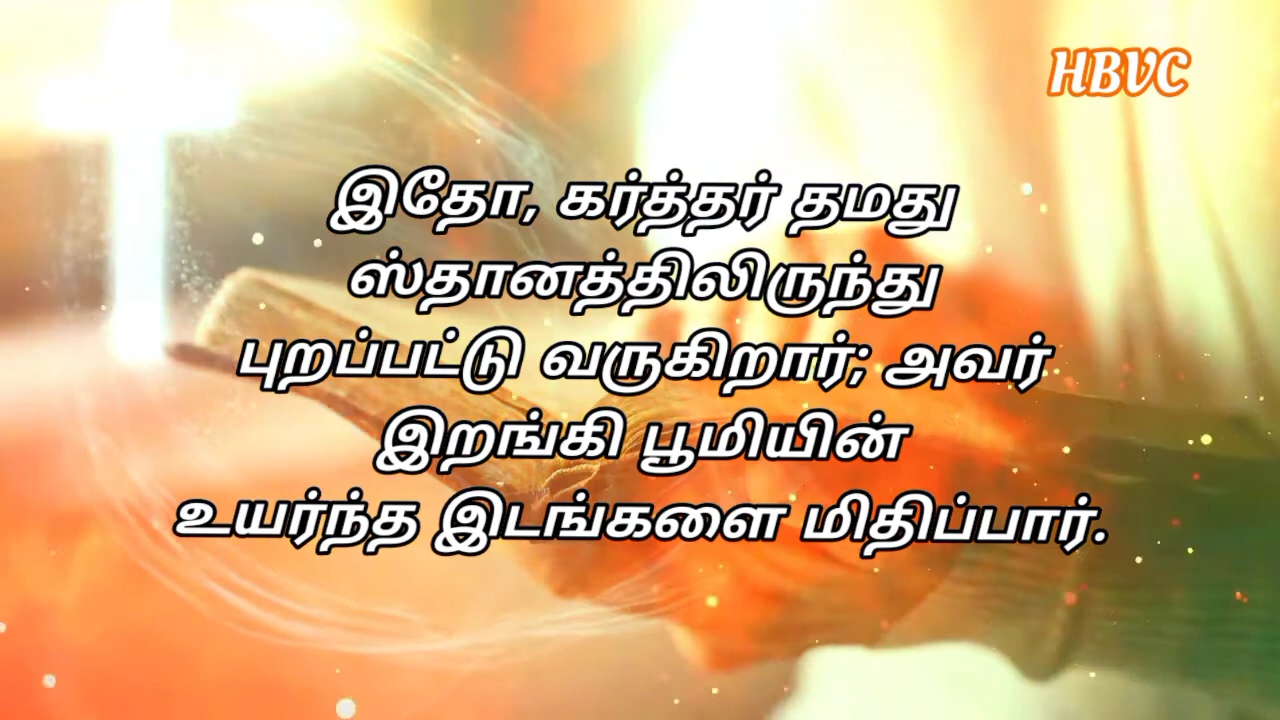 HBVC
இதோ, கர்த்தர் தமது
ஸ்தானத்திலிருந்து
புறப்பட்டு வருகிறார்; அவர்
இறங்கி பூமியின்
உயர்ந்த இடங்களை மிதிப்பார்.